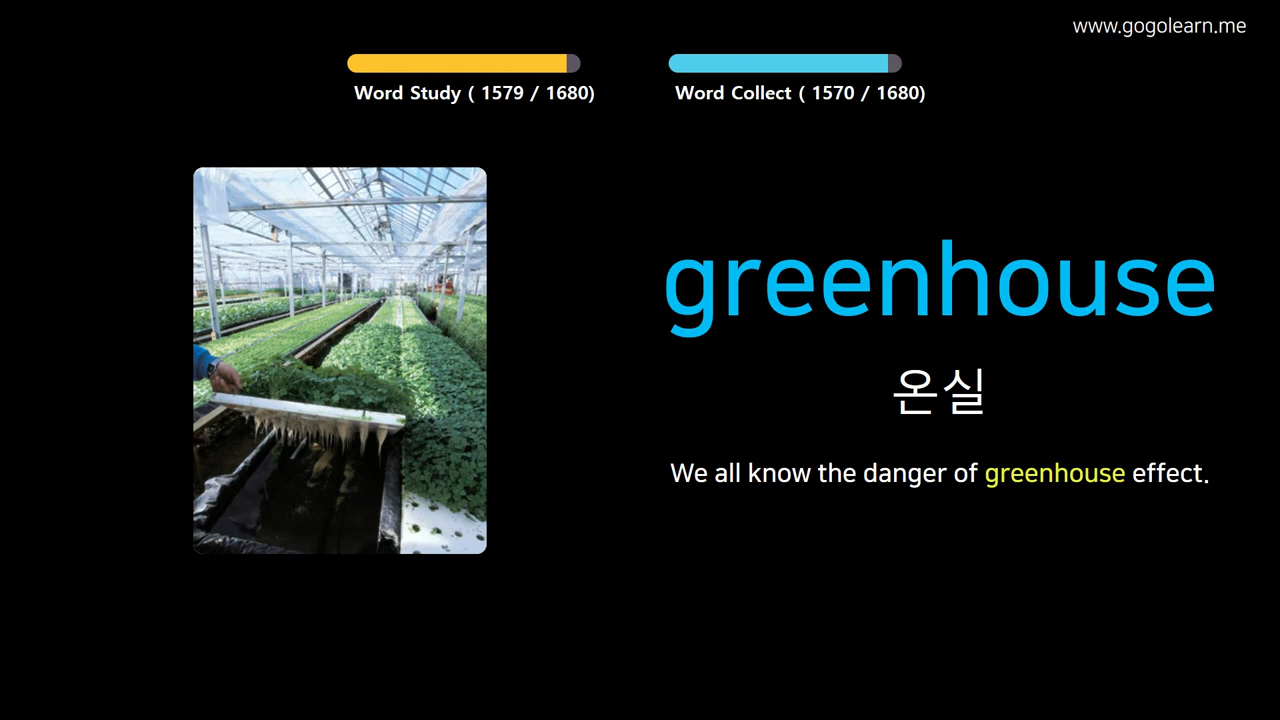 www.gogolearn.me
Word Study ( 1579 / 1680)
Word Collect ( 1570 / 1680)
greenhouse
온실
We all know the danger of greenhouse effect.